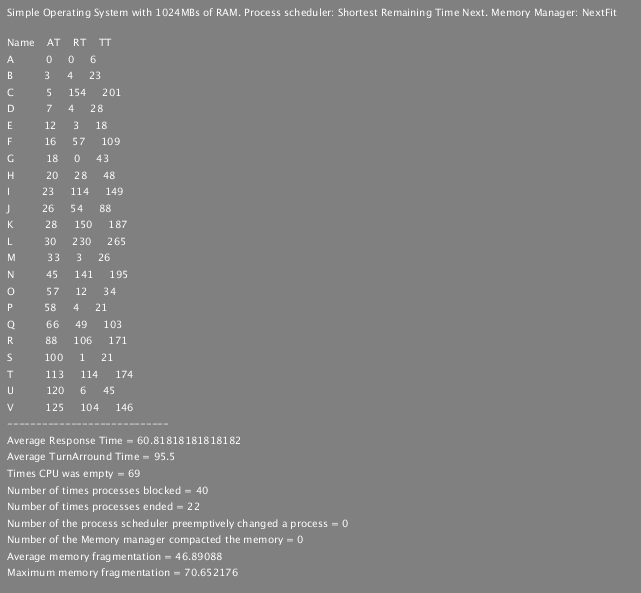 Simple Operating System with 1024MBs of RAM. Process scheduler: Shortest Remaining Time Next. Memory Manager: NextFit
Name AT RT TT
A 0 0 6
B 3 4 23
C 5 154 201
D 7 4 28
E 12 3 18
F 16 57 109
G 18 0 43
H 20 28 48
I 23 114 149
J 26 54 88
K 28 150 187
L 30 230 265
M 33 3 26
N 45 141 195
O 57 12 34
P 58 4 21
Q 66 49 103
R 88 106 171
S 100 1 21
T 113 114 174
U 120 6 45
V 125 104 146
----------------------------
Average Response Time = 60.81818181818182
Average TurnArround Time = 95.5
Times CPU was empty = 69
Number of times processes blocked = 40
Number of times processes ended = 22
Number of the process scheduler preemptively changed a process = 0
Number of the Memory manager compacted the memory = 0
Average memory fragmentation = 46.89088
Maximum memory fragmentation = 70.652176